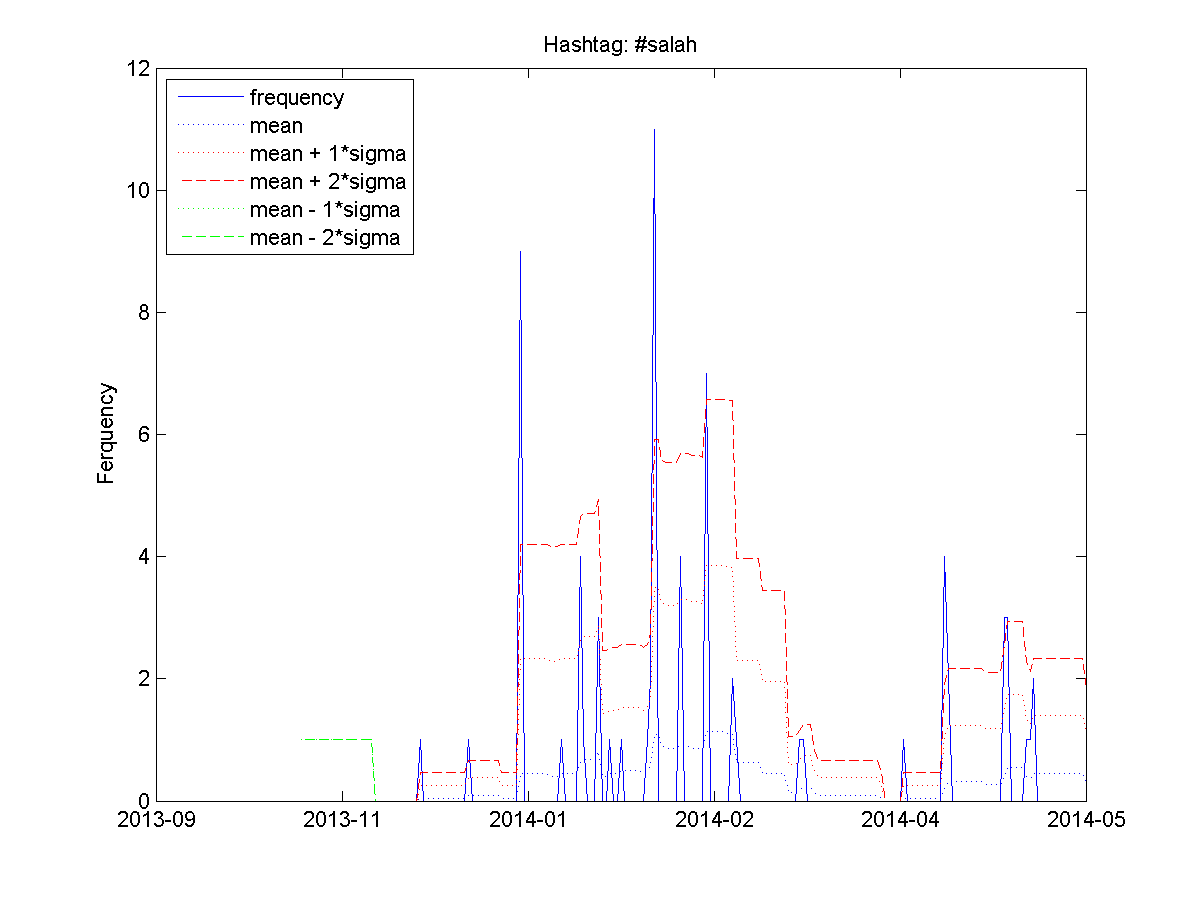 Hashtag: #salah
12
10
8
6
4
2
0
Ferquency
frequency
mean
mean + 1*sigma
mean + 2*sigma
mean - 1*sigma
mean - 2*sigma
2013-09 2013-11 2014-01 2014-02 2014-04 2014-05